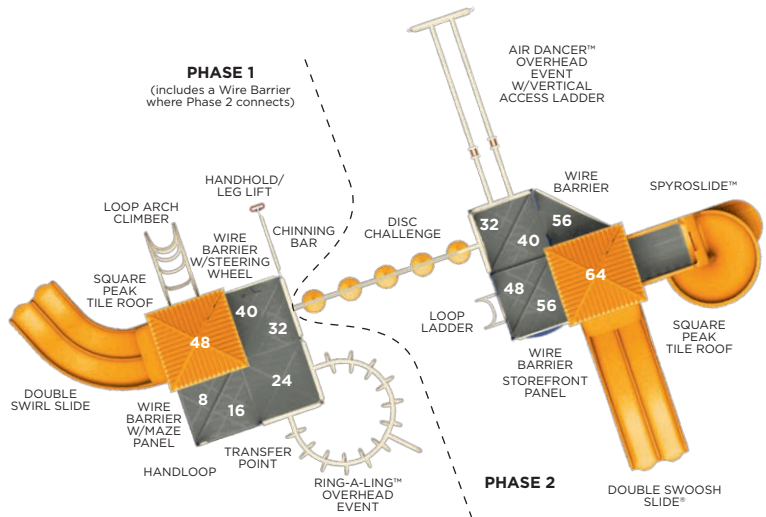 PHASE 1
(includes a Wire Barrier
where Phase 2 connects)
AIR DANCER™
OVERHEAD
EVENT
W/VERTICAL
ACCESS LADDER
HANDHOLD/
LEG LIFT
LOOP ARCH
CLIMBER
WIRE
BARRIER
W/STEERING
WHEEL
CHINNING
BAR
DISC
CHALLENGE
WIRE
BARRIER
SPYROSLIDE™
SQUARE
PEAK
TILE ROOF
32
56
40
64
48
56
40
48
32
24
8
16
LOOP
LADDER
SQUARE
PEAK
TILE ROOF
WIRE
BARRIER
STOREFRONT
PANEL
DOUBLE
SWIRL SLIDE
WIRE
BARRIER
W/MAZE
PANEL
HANDLOOP
TRANSFER
POINT
RING-A-LING™
OVERHEAD
EVENT
PHASE 2
DOUBLE SWOOSH
SLIDE®